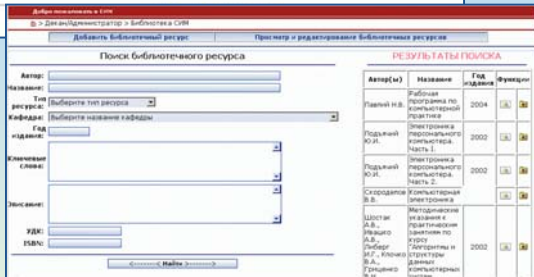 Добро пожаловать в СИМ
> Декан/Администратор > Библиотека СИМ
Добавить библиотечный ресурс
Просмотр и редактирование библиотечных ресурсов
Поиск библиотечного ресурса
Автор:
Название:
Тип ресурса: Выберите тип ресурса
Кафедра: Выберите название кафедры
Год издания:
Ключевые слова:
Описание:
УДК:
ISBN:
<--------< Найти >-------->
РЕЗУЛЬТАТЫ ПОИСКА
Автор(ы) Название Год издания Функции
Павлий Н.В. Рабочая программа по компьютерной практике 2004
Подъячий Ю.И. Электроника персонального компьютера. Часть 1. 2002
Подъячий Ю.И. Электроника персонального компьютера. Часть 2. 2002
Скородапов В.В. Компьютерная электроника
Шостак А.В., Ивашко А.В., Либерг И.Г., Клочко В.А., Гриценко Методические указания к практическим занятиям по курсу "Алгоритмы и структуры данных компьютерных 2002